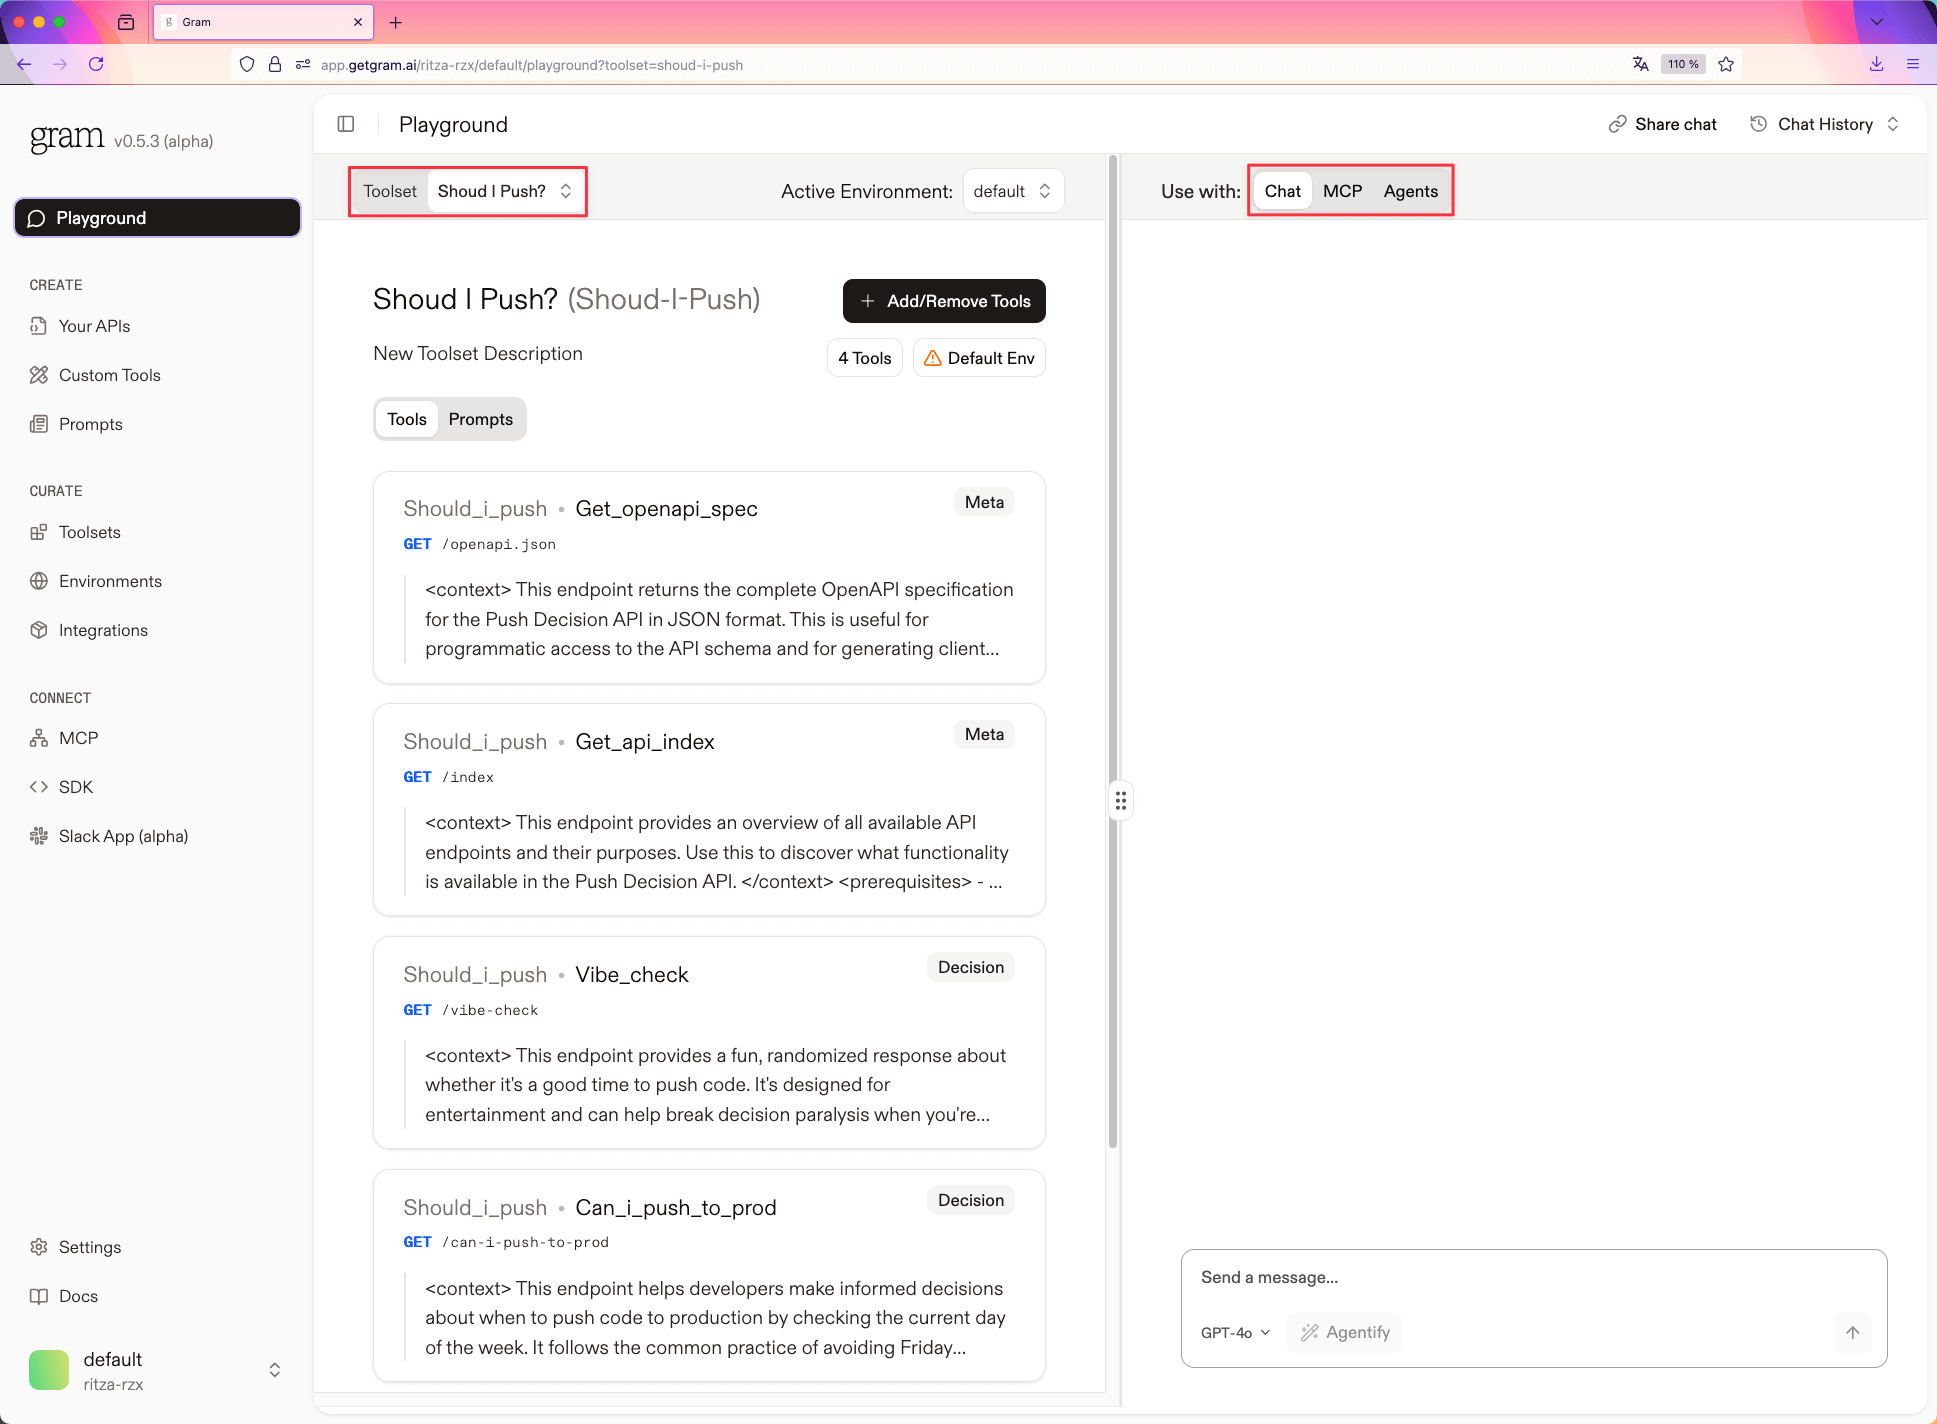 g Gram
app.getgram.ai/ritza-rzx/default/playground?toolset=shoud-i-push
110 %
gram v0.5.3 (alpha)
Playground
CREATE
Your APIs
Custom Tools
Prompts
CURATE
Toolsets
Environments
Integrations
CONNECT
MCP
SDK
Slack App (alpha)
Settings
Docs
default
ritza-rzx
Playground
Share chat
Chat History
Toolset Shoud I Push?
Active Environment: default
Use with: Chat MCP Agents
Shoud I Push? (Shoud-I-Push)
Add/Remove Tools
New Toolset Description
4 Tools
Default Env
Tools Prompts
Should_i_push • Get_openapi_spec
Meta
GET /openapi.json
<context> This endpoint returns the complete OpenAPI specification
for the Push Decision API in JSON format. This is useful for
programmatic access to the API schema and for generating client...
Should_i_push • Get_api_index
Meta
GET /index
<context> This endpoint provides an overview of all available API
endpoints and their purposes. Use this to discover what functionality
is available in the Push Decision API. </context> <prerequisites> - ...
Should_i_push • Vibe_check
Decision
GET /vibe-check
<context> This endpoint provides a fun, randomized response about
whether it's a good time to push code. It's designed for
entertainment and can help break decision paralysis when you're...
Should_i_push • Can_i_push_to_prod
Decision
GET /can-i-push-to-prod
<context> This endpoint helps developers make informed decisions
about when to push code to production by checking the current day
of the week. It follows the common practice of avoiding Friday...
Send a message...
GPT-4o
Agentify